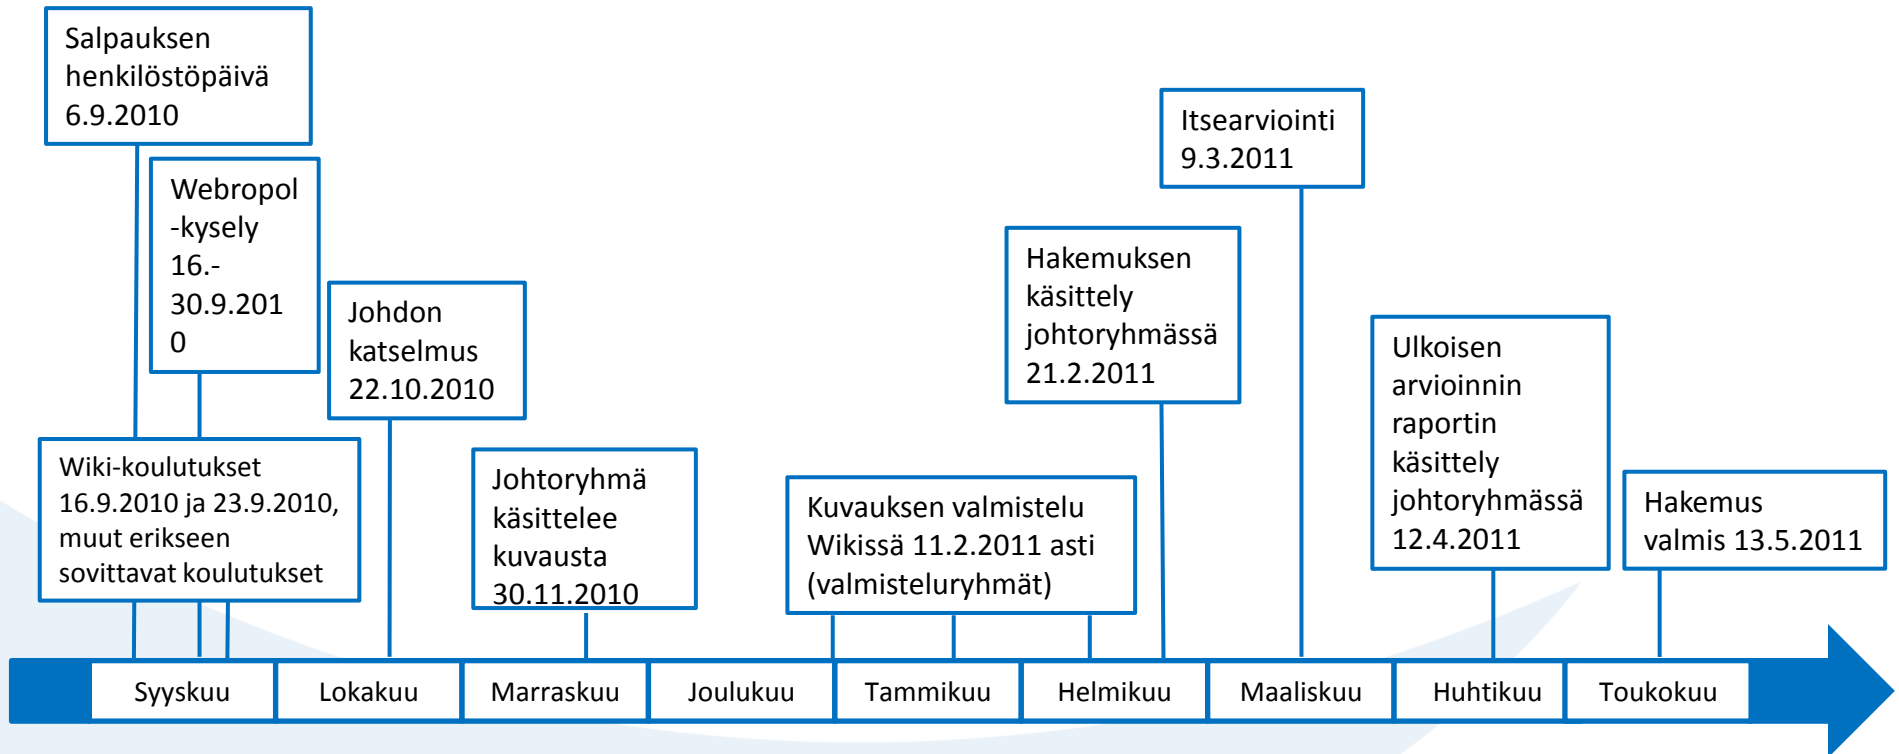 Salpauksen
henkilöstöpäivä
6.9.2010
Webropol
-kysely
16.-
30.9.201
0
Wiki-koulutukset
16.9.2010 ja 23.9.2010,
muut erikseen
sovittavat koulutukset
Johdon
katselmus
22.10.2010
Johtoryhmä
käsittelee
kuvausta
30.11.2010
Kuvauksen valmistelu
Wikissä 11.2.2011 asti
(valmisteluryhmät)
Hakemuksen
käsittely
johtoryhmässä
21.2.2011
Itsearviointi
9.3.2011
Ulkoisen
arvioinnin
raportin
käsittely
johtoryhmässä
12.4.2011
Hakemus
valmis 13.5.2011
Syyskuu
Lokakuu
Marraskuu
Joulukuu
Tammikuu
Helmikuu
Maaliskuu
Huhtikuu
Toukokuu